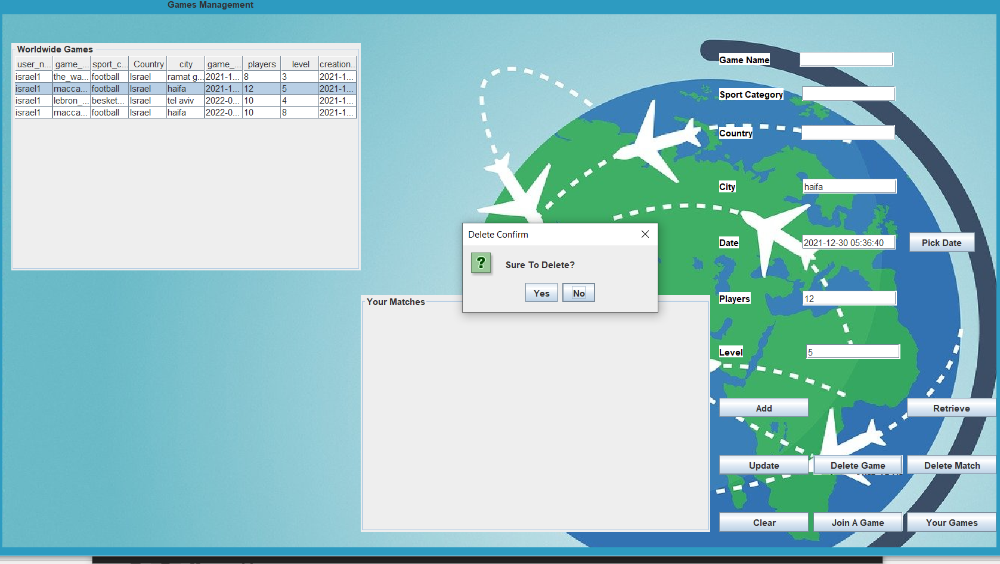 Games Management
Worldwide Games
user_n... game_... sport_c... Country city game_... players level creation...
israel1 the_wa... football Israel ramat g... 2021-1... 8 3 2021-1...
israel1 macca... football Israel haifa 2021-1... 12 5 2021-1...
israel1 lebron_... besket... Israel tel aviv 2022-0... 10 4 2021-1...
israel1 macca... football Israel haifa 2022-0... 10 8 2021-1...
Game Name
Sport Category
Country
City haifa
Delete Confirm
Sure To Delete?
Yes No
Date 2021-12-30 05:36:40 Pick Date
Players 12
Level 5
Your Matches
Add Retrieve
Update Delete Game Delete Match
Clear Join A Game Your Games